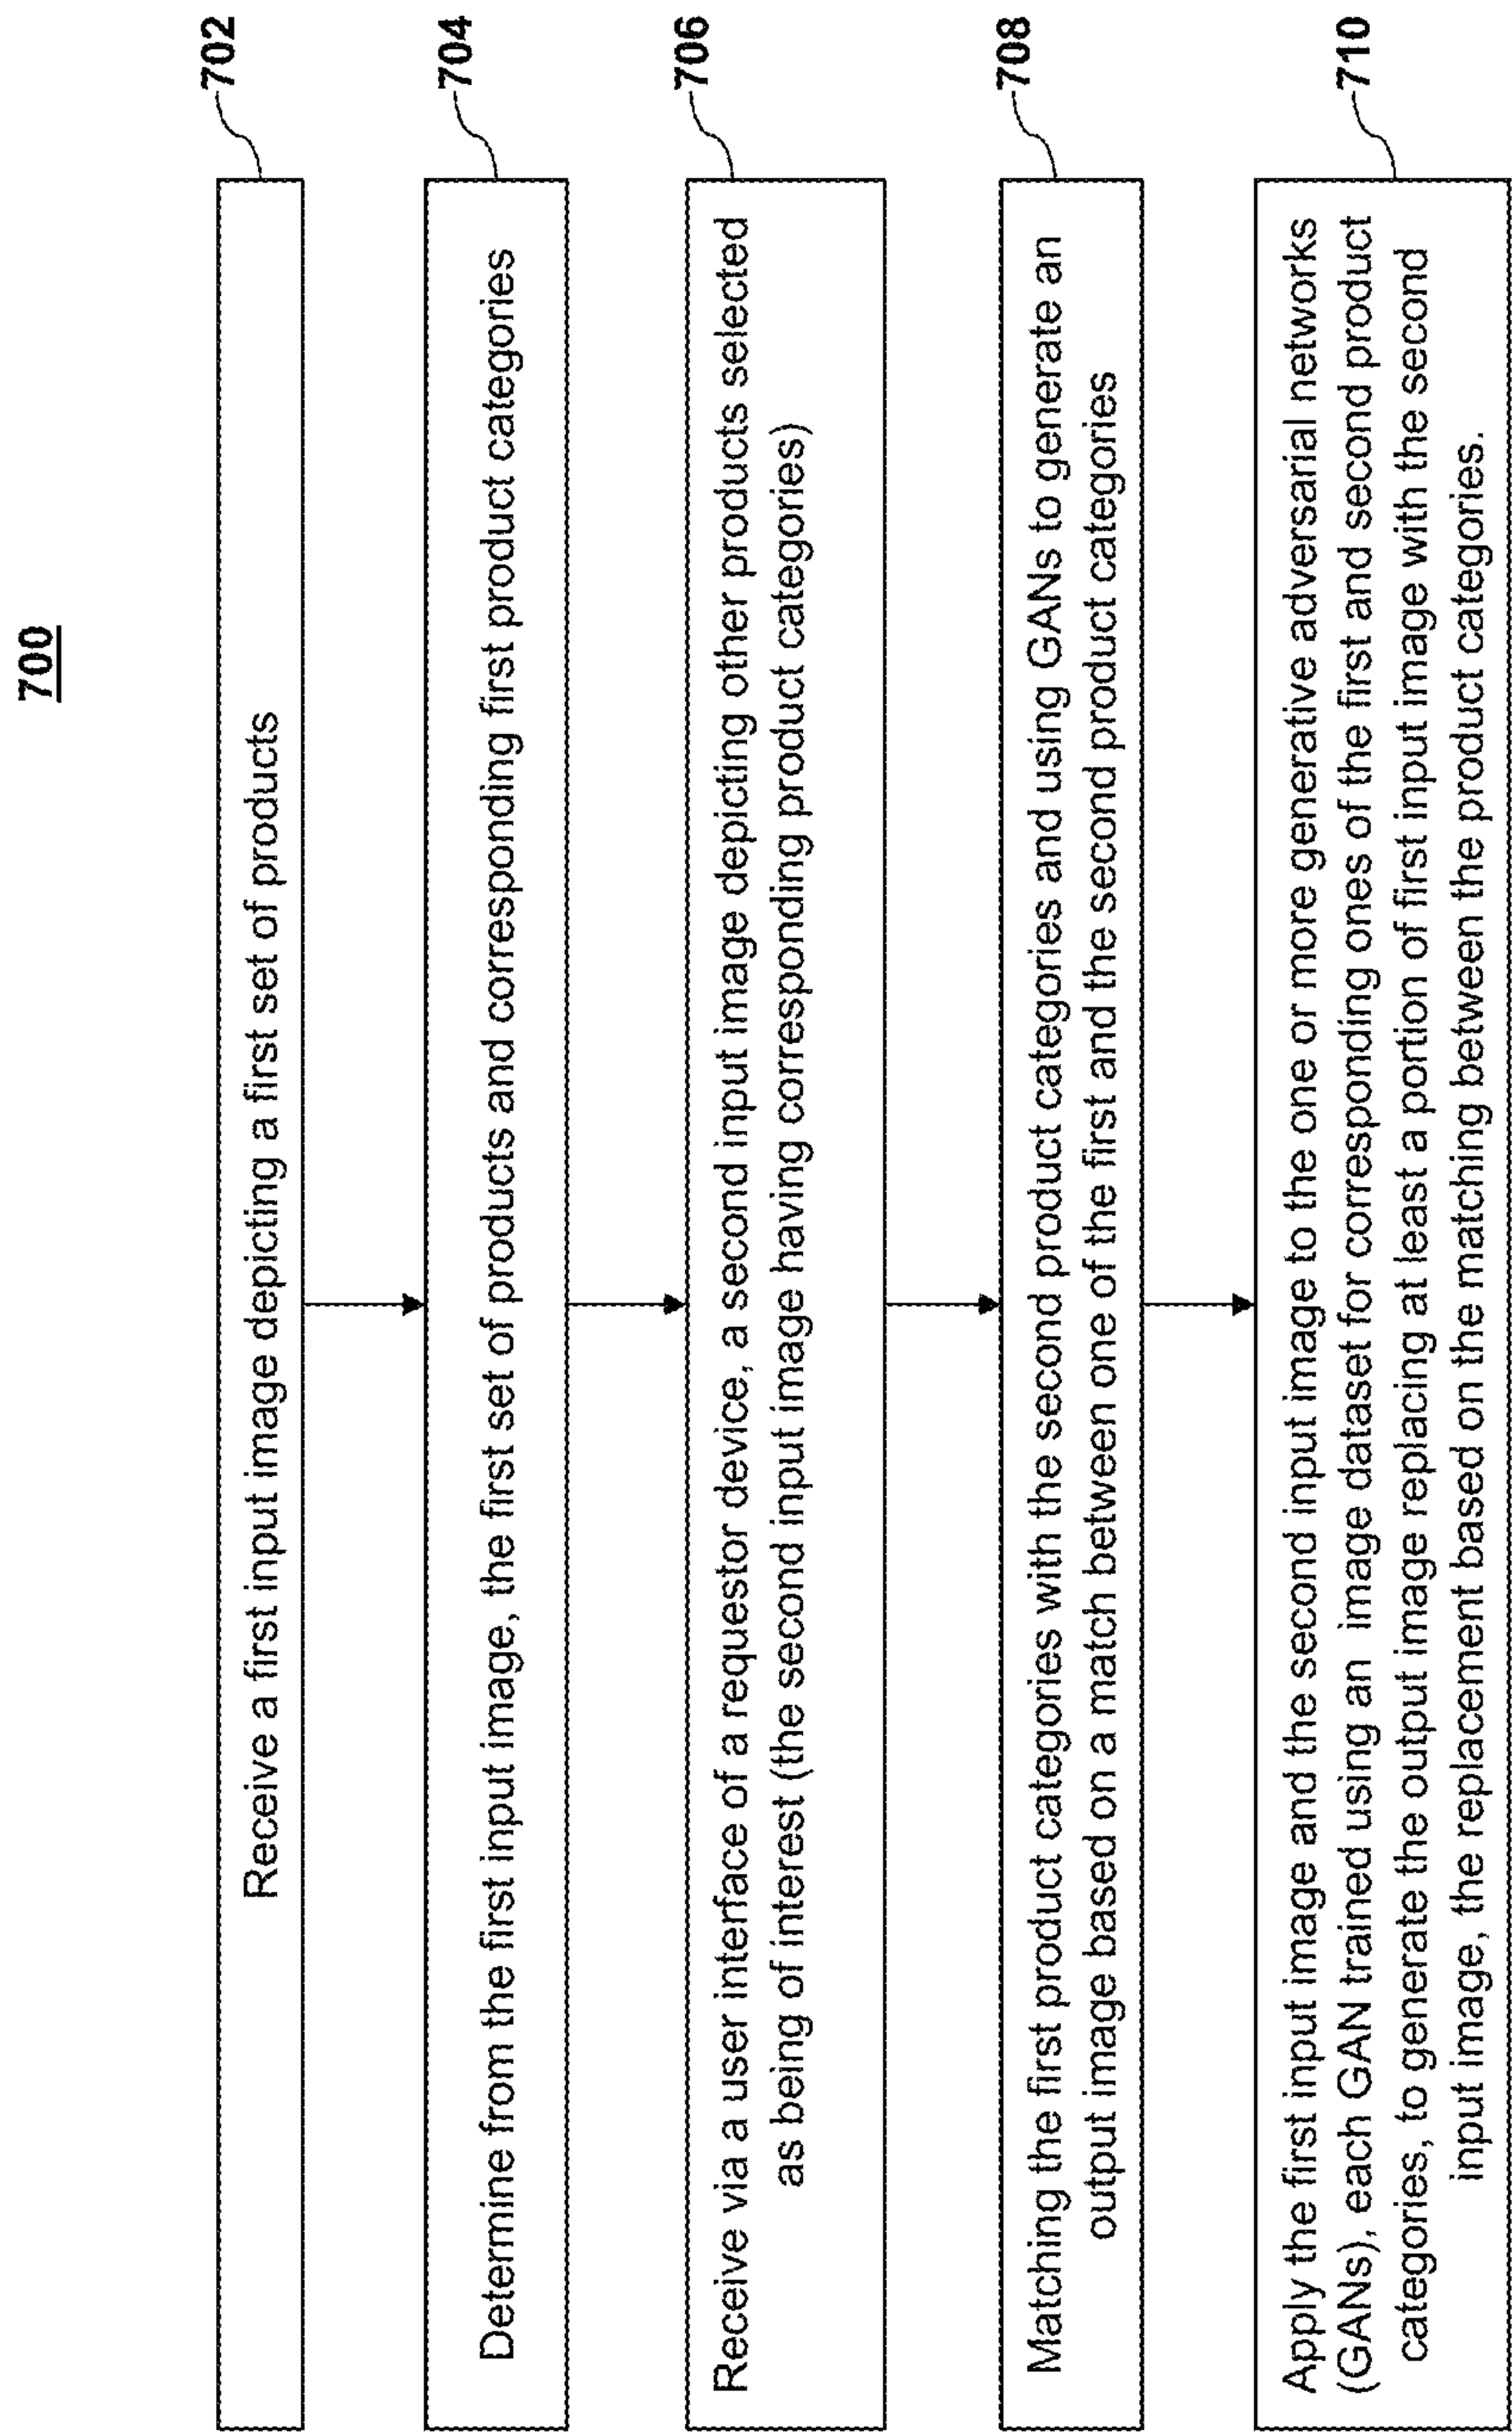 700
702
Receive a first input image depicting a first set of products
704
Determine from the first input image, the first set of products and corresponding first product categories
706
Receive via a user interface of a requestor device, a second input image depicting other products selected
as being of interest (the second input image having corresponding product categories)
708
Matching the first product categories with the second product categories and using GANs to generate an
output image based on a match between one of the first and the second product categories
710
Apply the first input image and the second input image to the one or more generative adversarial networks
(GANs), each GAN trained using an image dataset for corresponding ones of the first and second product
categories, to generate the output image replacing at least a portion of first input image with the second
input image, the replacement based on the matching between the product categories.